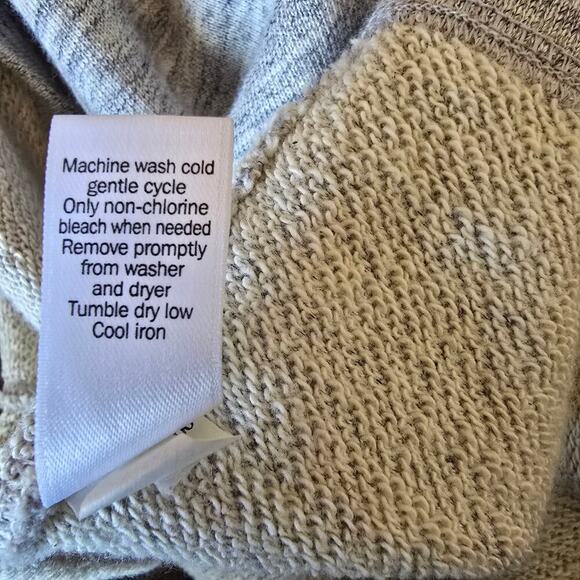 Machine wash cold
gentle cycle
Only non-chlorine
bleach when needed
Remove promptly
from washer
and dryer
Tumble dry low
Cool iron